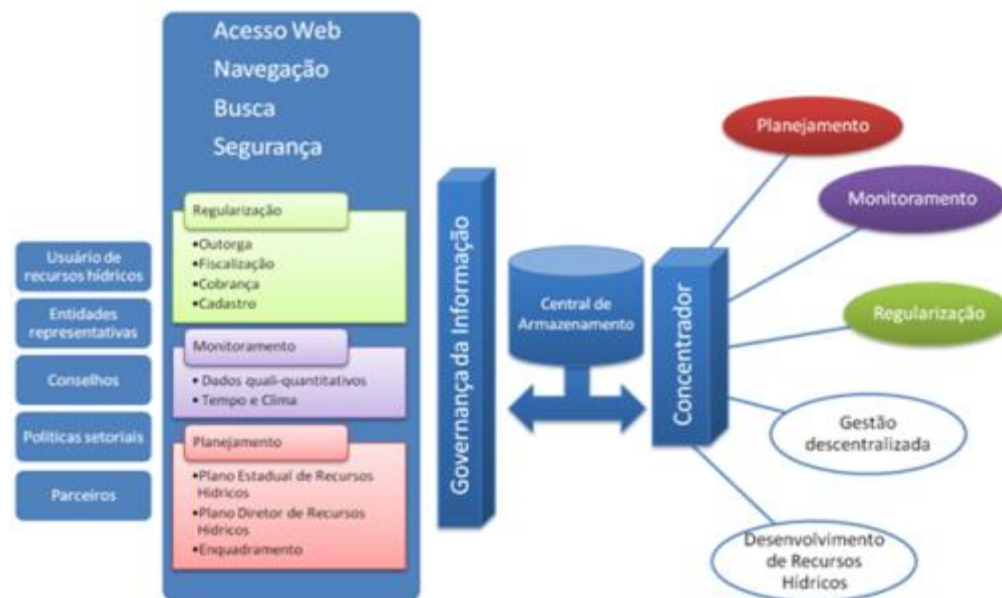 Acesso Web
Navegação
Busca
Segurança
Regularização
•Outorga
•Fiscalização
•Cobrança
•Cadastro
Monitoramento
• Dados quali-quantitativos
• Tempo e Clima
Planejamento
•Plano Estadual de Recursos
Hídricos
•Plano Diretor de Recursos
Hídricos
•Enquadramento
Usuário de
recursos hídricos
Entidades
representativas
Conselhos
Políticas setoriais
Parceiros
Governança da Informação
Central de
Armazenamento
Concentrador
Planejamento
Monitoramento
Regularização
Gestão
descentralizada
Desenvolvimento
de Recursos
Hídricos